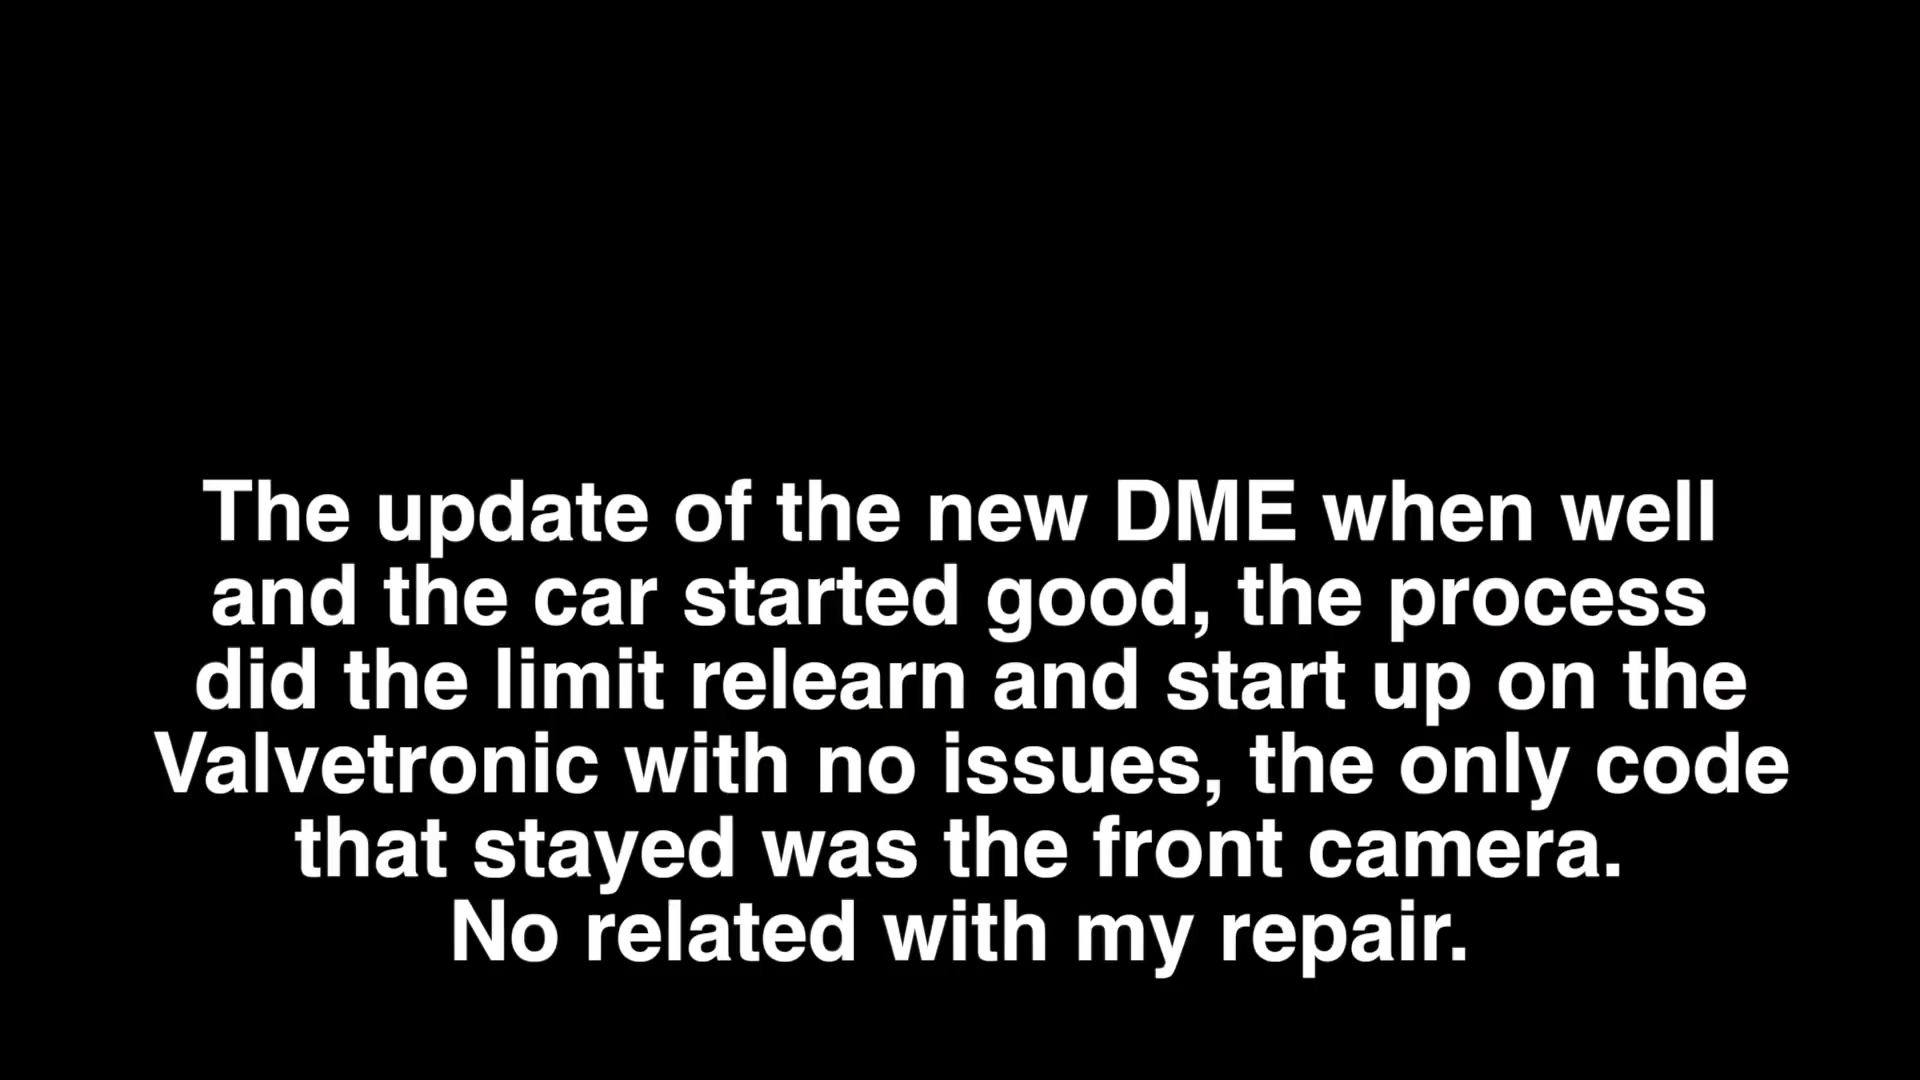 The update of the new DME when well
and the car started good, the process
did the limit relearn and start up on the
Valvetronic with no issues, the only code
that stayed was the front camera.
No related with my repair.